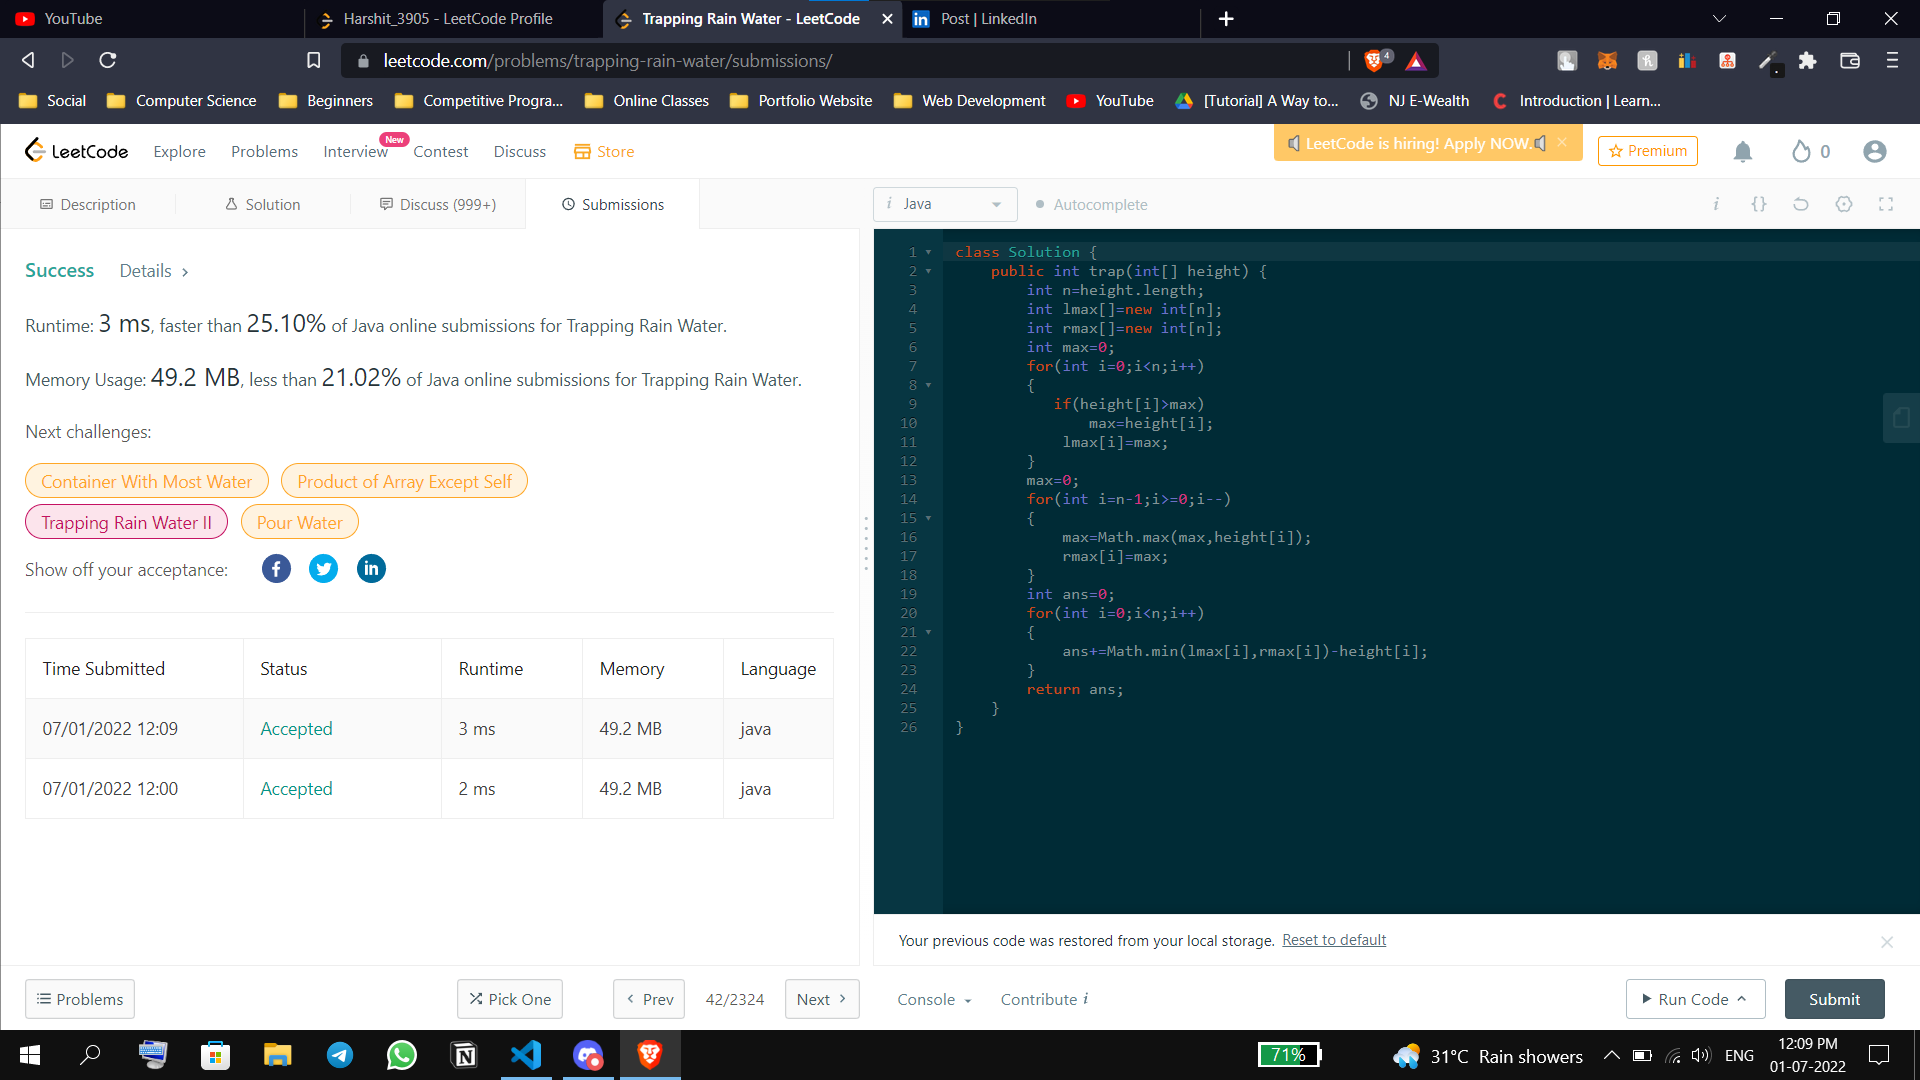 YouTube
Harshit_3905 - LeetCode Profile
Trapping Rain Water - LeetCode
in Post | LinkedIn
leetcode.com/problems/trapping-rain-water/submissions/
4
Social
Computer Science
Beginners
Competitive Progra...
Online Classes
Portfolio Website
Web Development
YouTube
[Tutorial] A Way to...
NJ E-Wealth
Introduction | Learn...
LeetCode
Explore
Problems
Interview
New
Contest
Discuss
Store
LeetCode is hiring! Apply NOW.
Premium
0
Description
Solution
Discuss (999+)
Submissions
i Java
Autocomplete
i
{}
Success
Details
Runtime: 3 ms, faster than 25.10% of Java online submissions for Trapping Rain Water.
Memory Usage: 49.2 MB, less than 21.02% of Java online submissions for Trapping Rain Water.
Next challenges:
Container With Most Water
Product of Array Except Self
Trapping Rain Water II
Pour Water
Show off your acceptance:
f
in
Time Submitted Status Runtime Memory Language
07/01/2022 12:09 Accepted 3 ms 49.2 MB java
07/01/2022 12:00 Accepted 2 ms 49.2 MB java
1 class Solution {
2     public int trap(int[] height) {
3         int n=height.length;
4         int lmax[]=new int[n];
5         int rmax[]=new int[n];
6         int max=0;
7         for(int i=0;i<n;i++)
8         {
9            if(height[i]>max)
10                max=height[i];
11             lmax[i]=max;
12         }
13         max=0;
14         for(int i=n-1;i>=0;i--)
15         {
16             max=Math.max(max,height[i]);
17             rmax[i]=max;
18         }
19         int ans=0;
20         for(int i=0;i<n;i++)
21         {
22             ans+=Math.min(lmax[i],rmax[i])-height[i];
23         }
24         return ans;
25     }
26 }
Your previous code was restored from your local storage. Reset to default
Problems
Pick One
Prev
42/2324
Next
Console
Contribute i
Run Code
Submit
71%
31°C Rain showers
ENG
12:09 PM
01-07-2022